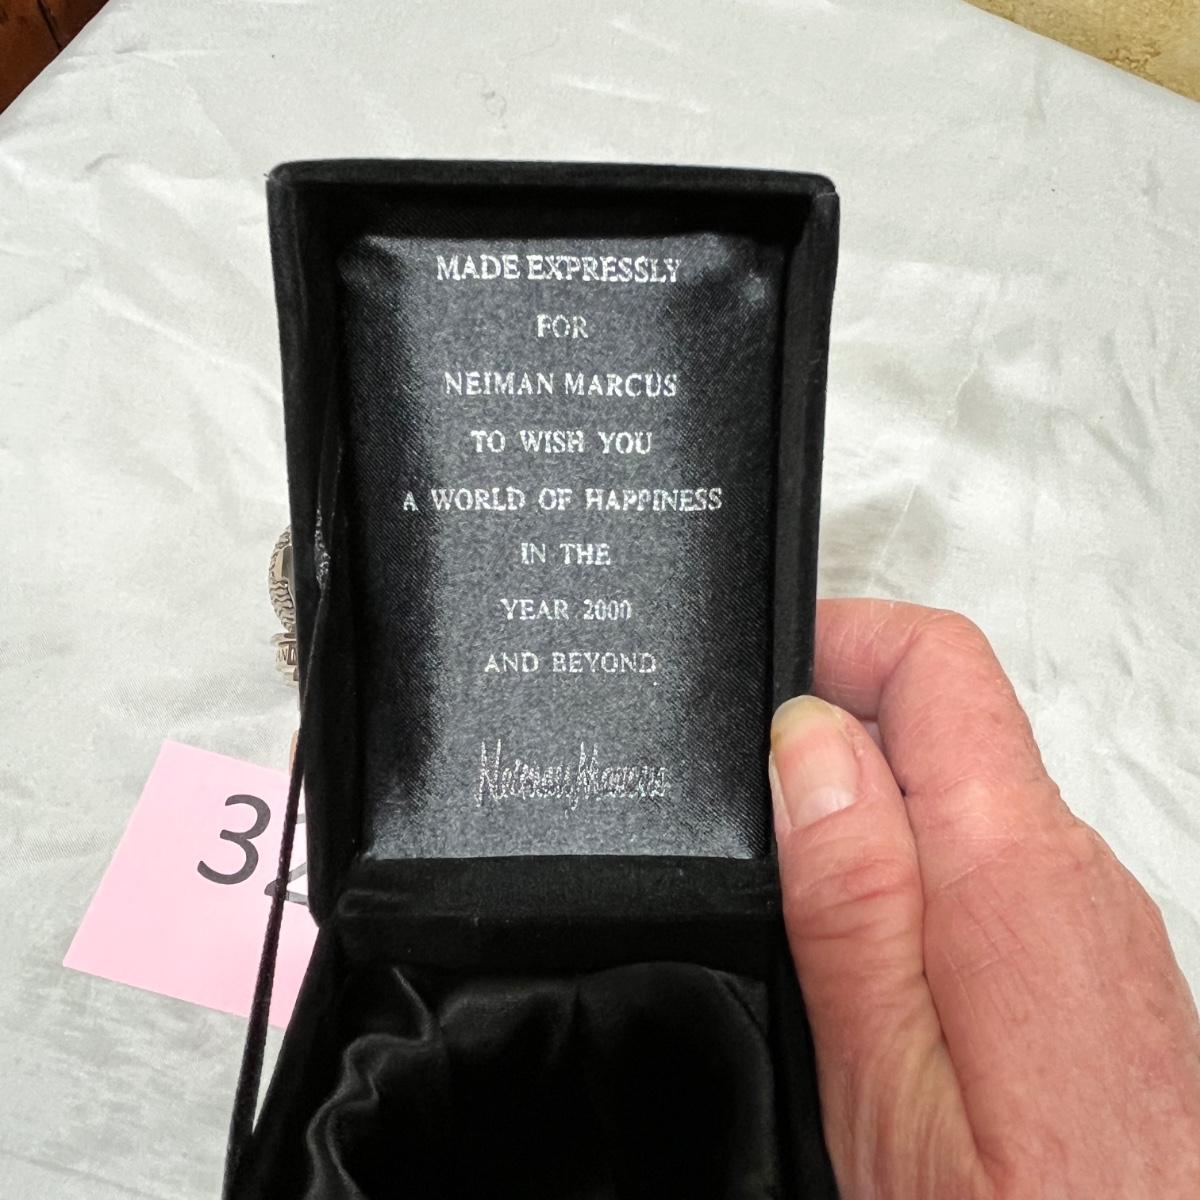 MADE EXPRESSLY
FOR
NEIMAN MARCUS
TO WISH YOU
A WORLD OF HAPPINESS
IN THE
YEAR 2000
AND BEYOND
Neiman Marcus
32